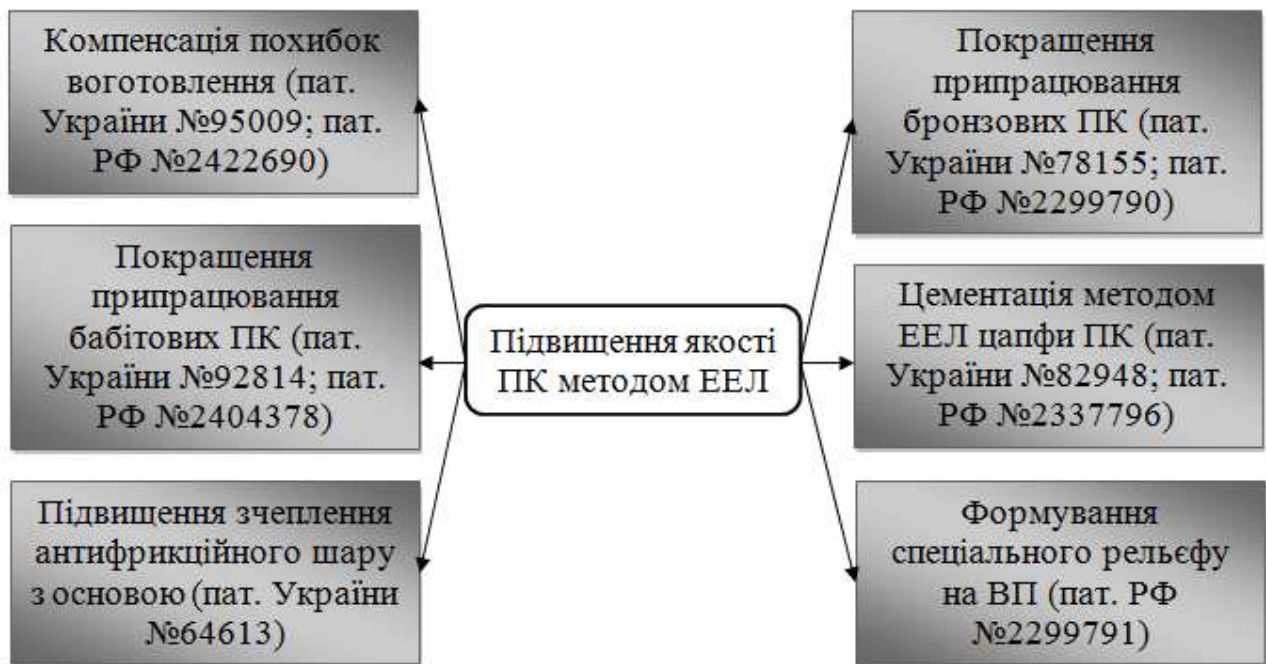 Компенсація похибок
воготовлення (пат.
України №95009; пат.
РФ №2422690)
Покращення
припрацювання
бабітових ПК (пат.
України №92814; пат.
РФ №2404378)
Підвищення зчеплення
антифрикційного шару
з основою (пат. України
№64613)
Підвищення якості
ПК методом ЕЕЛ
Покращення
припрацювання
бронзових ПК (пат.
України №78155; пат.
РФ №2299790)
Цементація методом
ЕЕЛ цапфи ПК (пат.
України №82948; пат.
РФ №2337796)
Формування
спеціального рельєфу
на ВП (пат. РФ
№2299791)